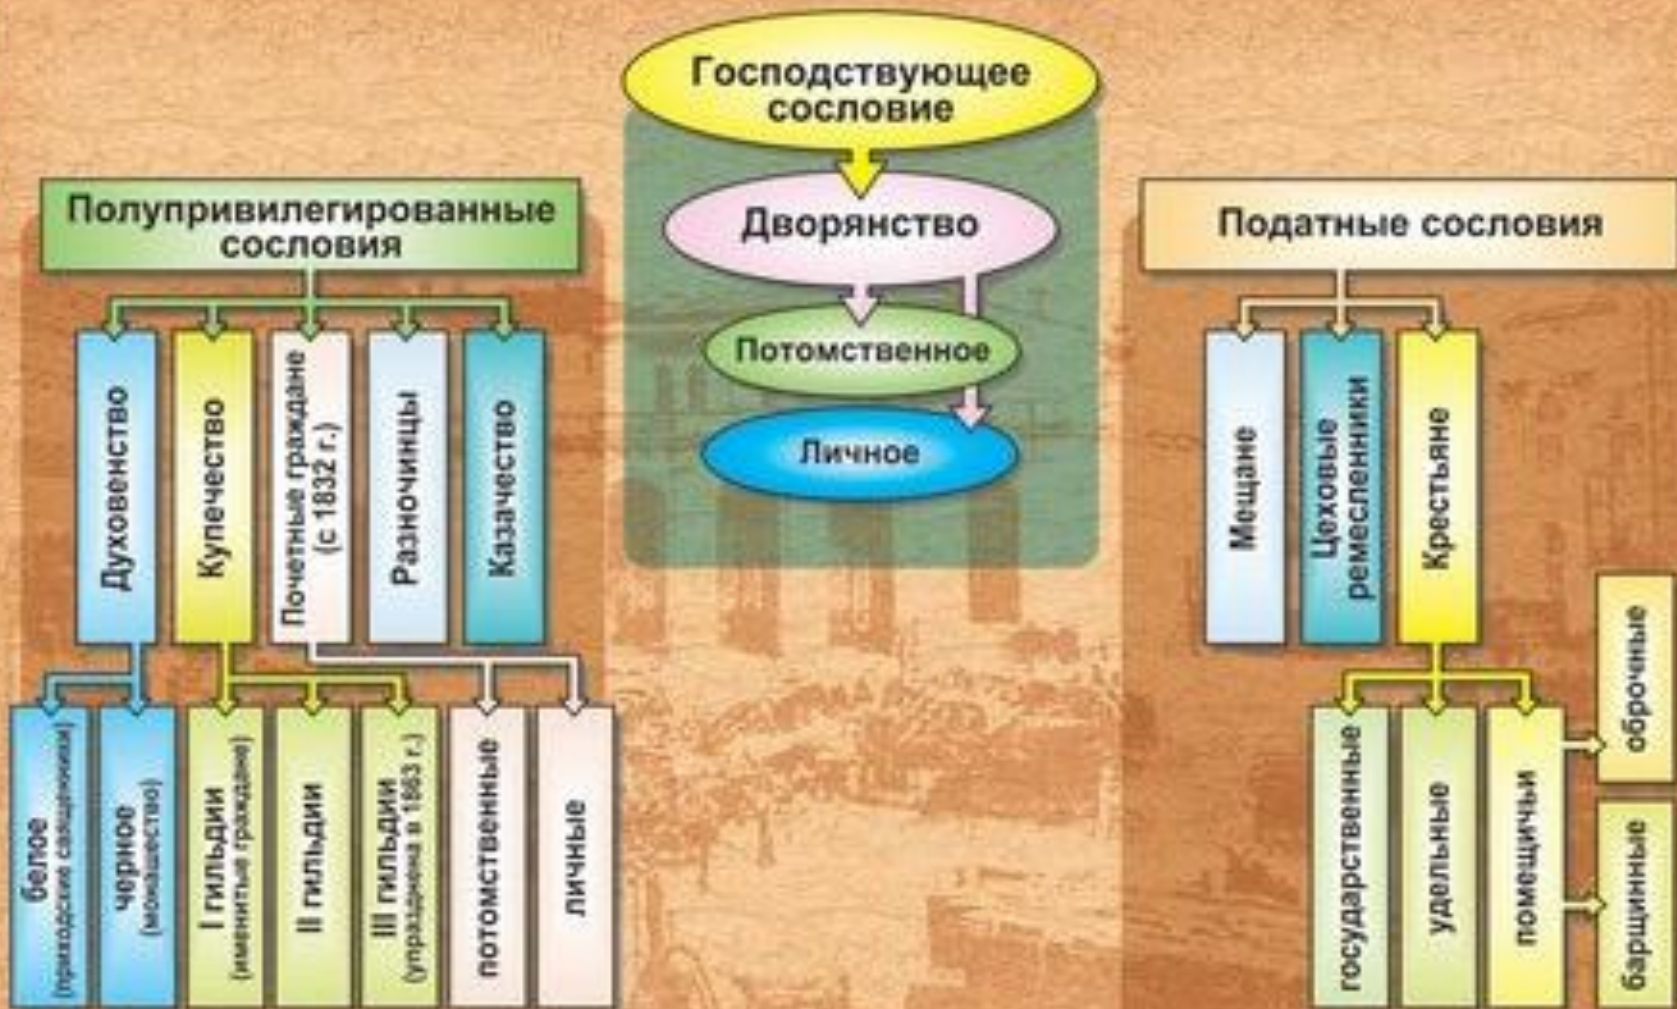 Господствующее
сословие
Дворянство
Потомственное
Личное
Полупривилегированные
сословия
Духовенство
Купечество
Почетные граждане
(с 1832 г.)
Разночинцы
Казачество
белое
(приходские священники)
черное
(монашество)
I гильдии
(именитые граждане)
II гильдии
III гильдии
(упразднена в 1863 г.)
потомственные
личные
Податные сословия
Мещане
Цеховые
ремесленники
Крестьяне
государственные
удельные
помещичьи
оброчные
барщинные